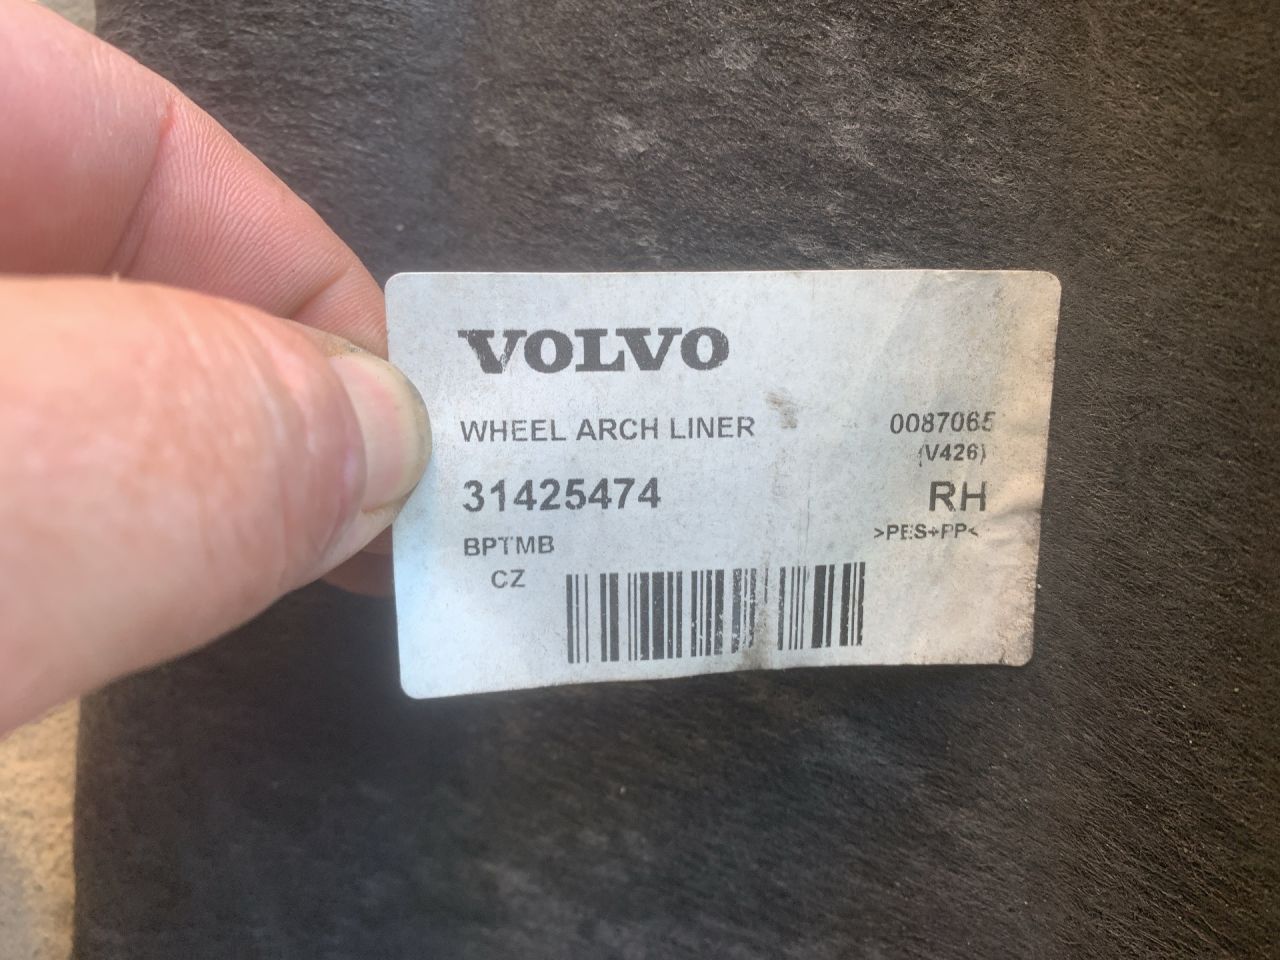 VOLVO
WHEEL ARCH LINER 0087065
(V426)
31425474 RH
BPTMB >PES+PP<
CZ